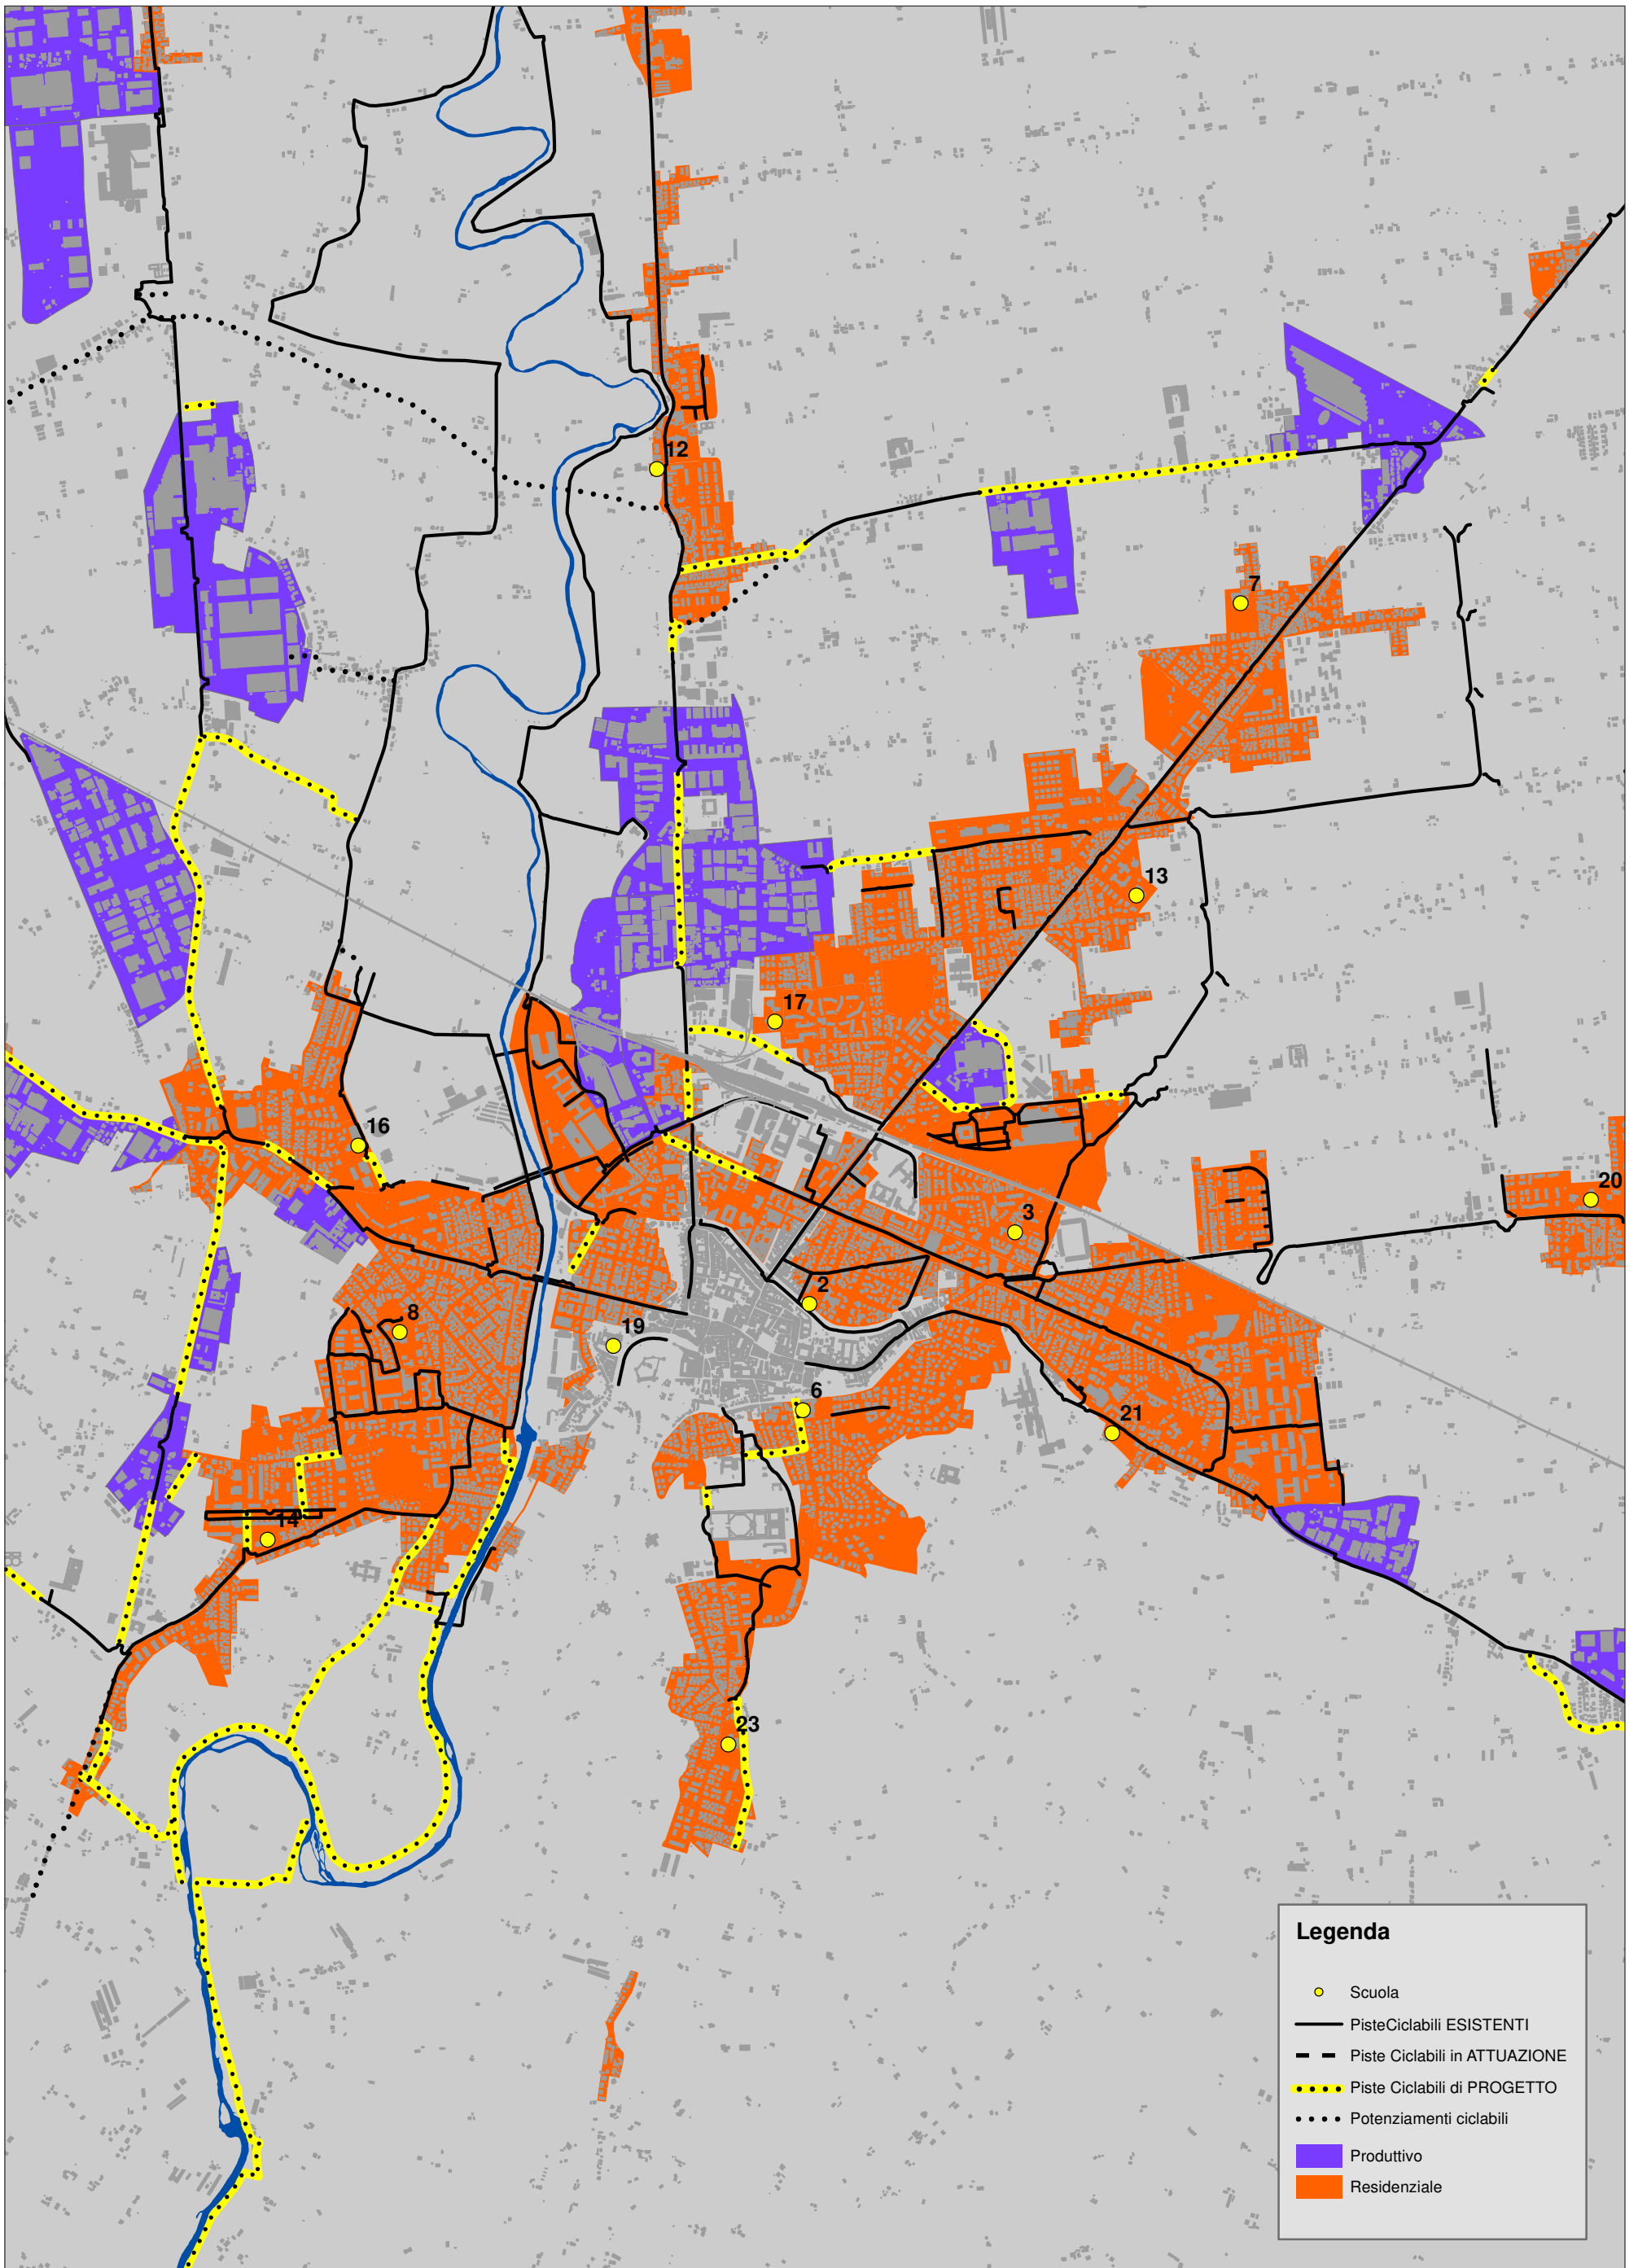 12
7
13
17
16
20
3
2
8
19
6
21
14
23
Legenda
Scuola
PisteCiclabili ESISTENTI
Piste Ciclabili in ATTUAZIONE
Piste Ciclabili di PROGETTO
Potenziamenti ciclabili
Produttivo
Residenziale